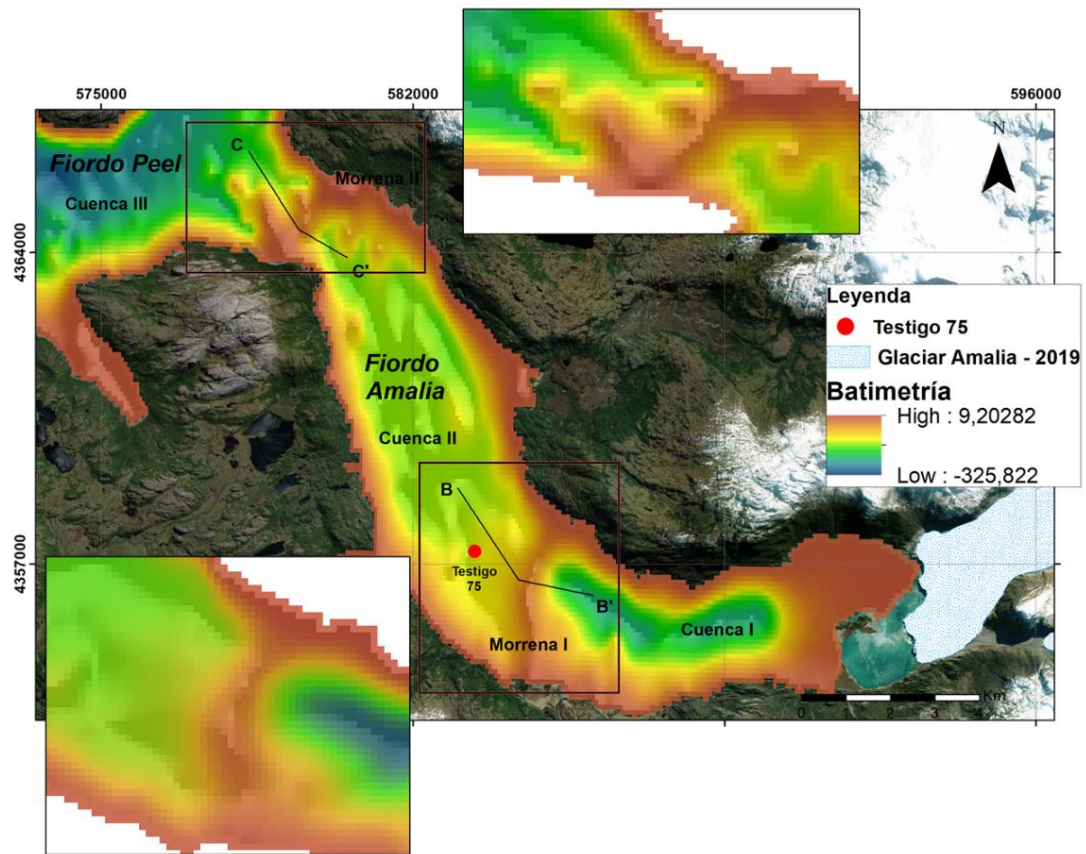 575000
582000
596000
N
C
Fiordo Peel
Morrena II
Cuenca III
4364000
C'
Leyenda
Testigo 75
Glaciar Amalia - 2019
Fiordo
Amalia
Batimetría
High : 9,20282
Cuenca II
Low : -325,822
B
4357000
Testigo
75
B'
Cuenca I
Morrena I
Km
0 1 2 3 4